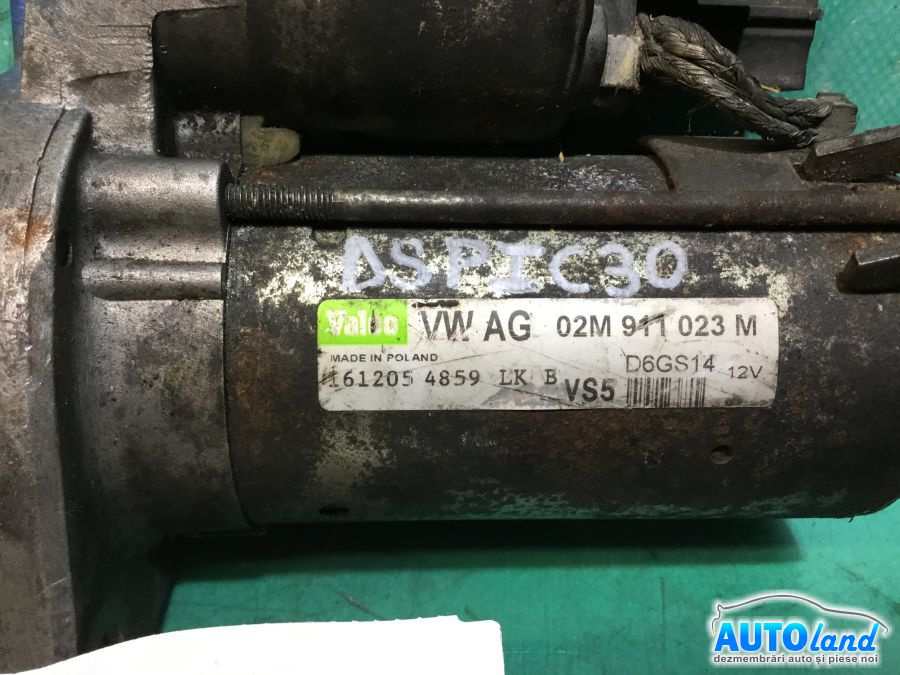 DSPIC30
Valeo VW AG 02M 911 023 M
MADE IN POLAND
D6GS14 12V
161205 4859 LK B VS5
AUTOland
dezmembrări auto și piese noi